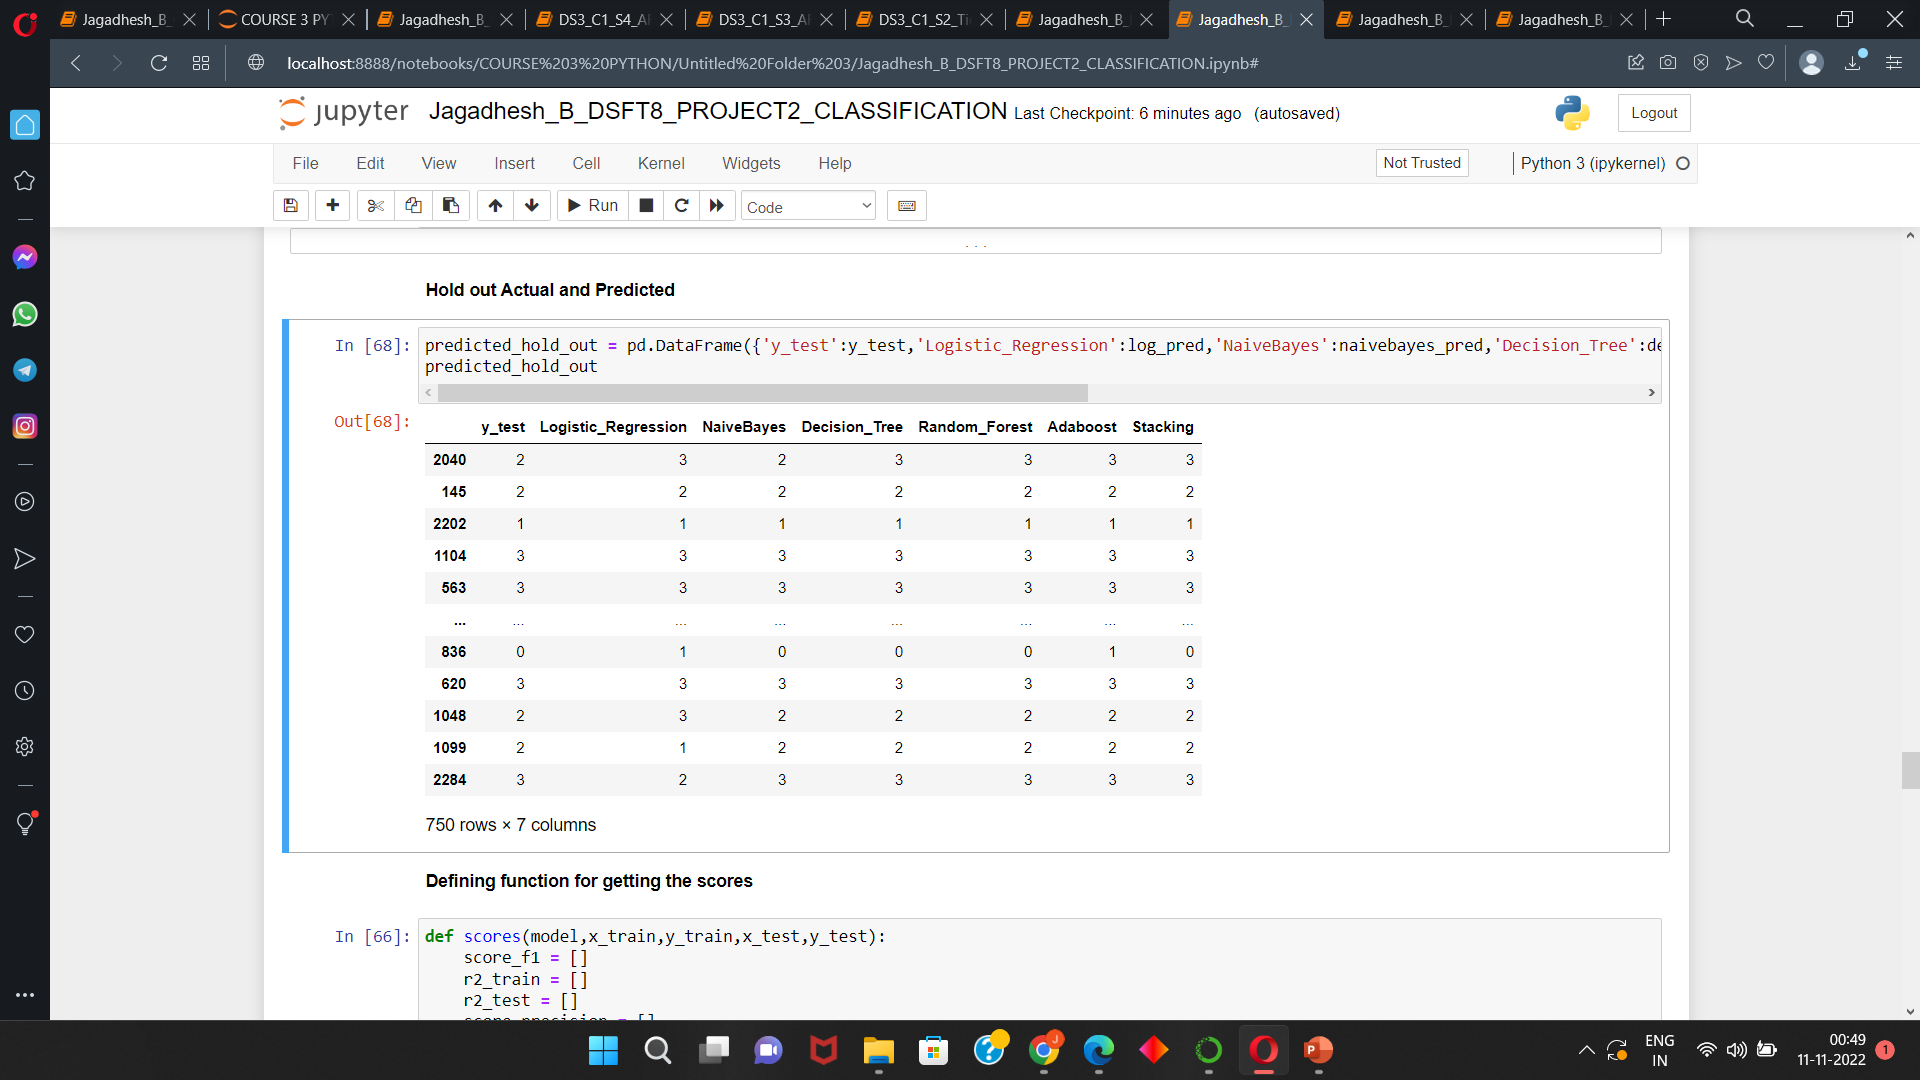 Jagadhesh_B_
COURSE 3 PY
Jagadhesh_B_
DS3_C1_S4_A
DS3_C1_S3_A
DS3_C1_S2_Ti
Jagadhesh_B_
Jagadhesh_B_
Jagadhesh_B_
Jagadhesh_B_
localhost:8888/notebooks/COURSE%203%20PYTHON/Untitled%20Folder%203/Jagadhesh_B_DSFT8_PROJECT2_CLASSIFICATION.ipynb#
jupyter Jagadhesh_B_DSFT8_PROJECT2_CLASSIFICATION Last Checkpoint: 6 minutes ago (autosaved)
Logout
File Edit View Insert Cell Kernel Widgets Help
Not Trusted
Python 3 (ipykernel)
Run
Code
...
Hold out Actual and Predicted
In [68]: predicted_hold_out = pd.DataFrame({'y_test':y_test,'Logistic_Regression':log_pred,'NaiveBayes':naivebayes_pred,'Decision_Tree':de
predicted_hold_out
Out[68]:
y_test Logistic_Regression NaiveBayes Decision_Tree Random_Forest Adaboost Stacking
2040 2 3 2 3 3 3 3
145 2 2 2 2 2 2 2
2202 1 1 1 1 1 1 1
1104 3 3 3 3 3 3 3
563 3 3 3 3 3 3 3
... ... ... ... ... ... ... ...
836 0 1 0 0 0 1 0
620 3 3 3 3 3 3 3
1048 2 3 2 2 2 2 2
1099 2 1 2 2 2 2 2
2284 3 2 3 3 3 3 3
750 rows × 7 columns
Defining function for getting the scores
In [66]: def scores(model,x_train,y_train,x_test,y_test):
score_f1 = []
r2_train = []
r2_test = []
score_precision = []
ENG
IN
00:49
11-11-2022
1